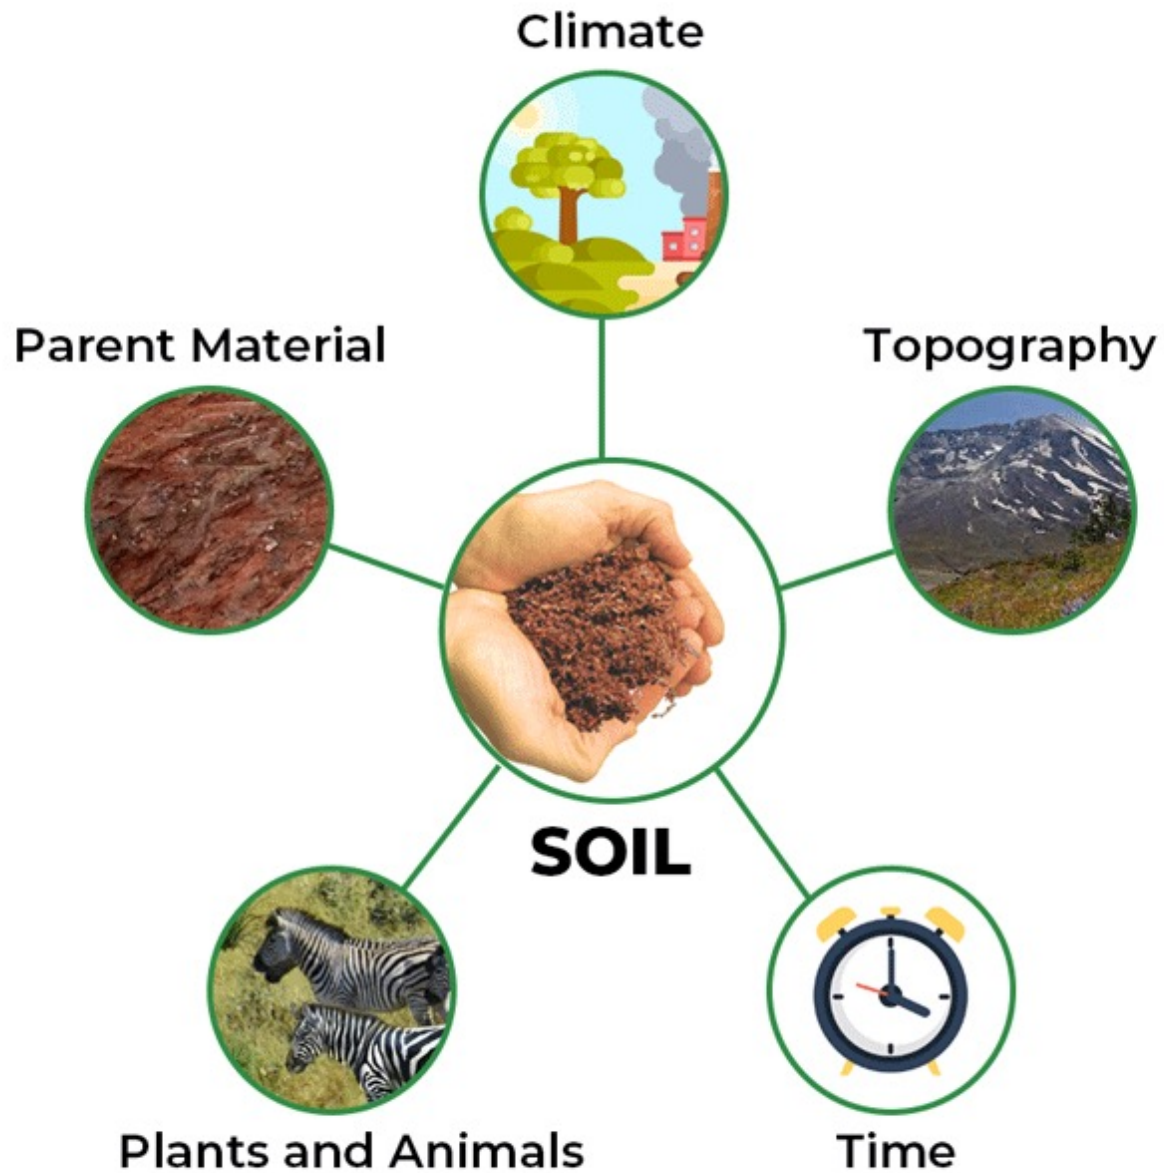 Climate
Parent Material
Topography
SOIL
Plants and Animals
Time